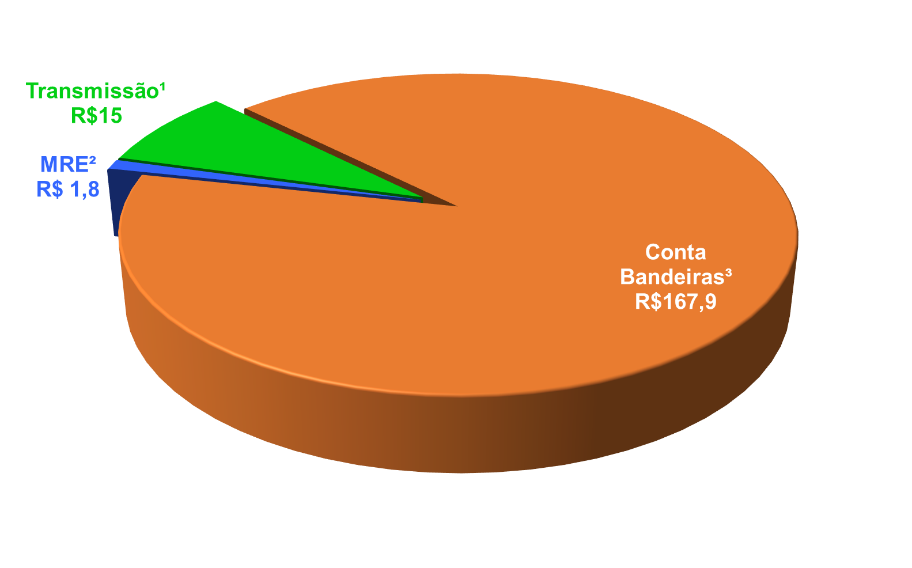 Transmissão¹
R$15
MRE²
R$ 1,8
Conta
Bandeiras³
R$167,9